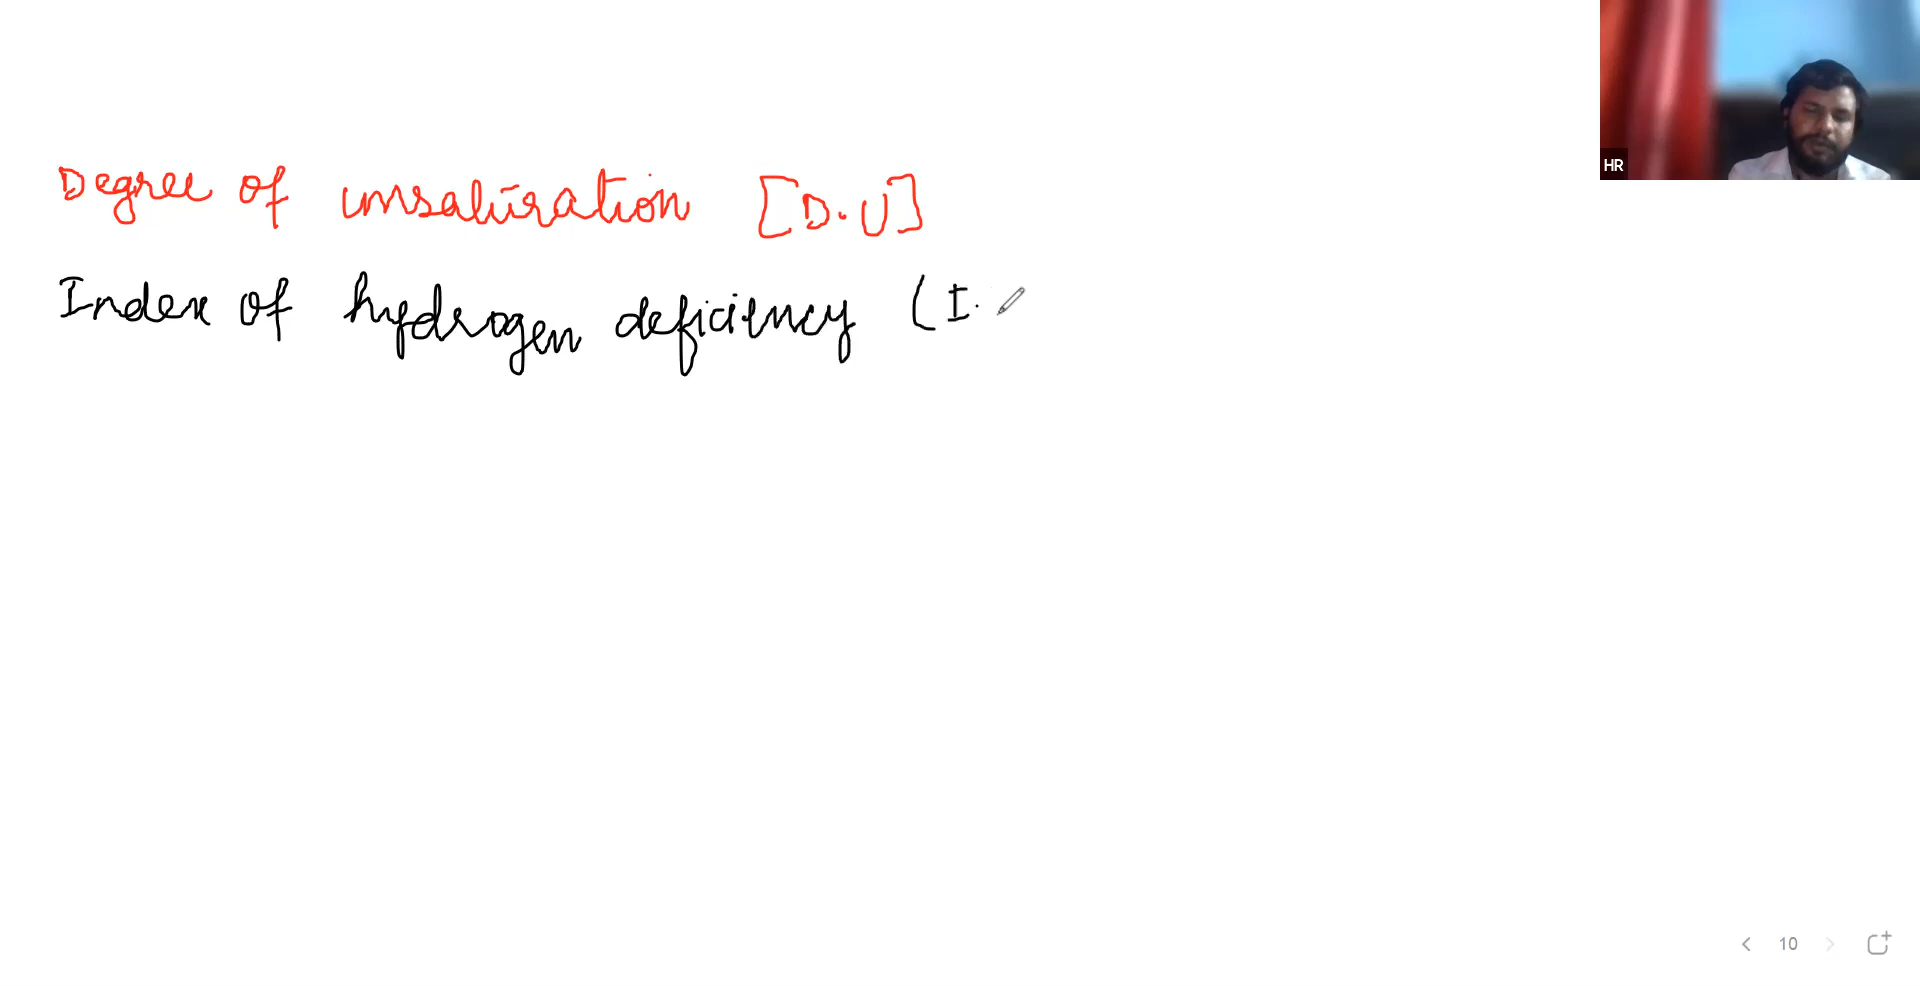 HR
Degree of unsaturation [D.U]
Index of hydrogen deficiency (I.
10